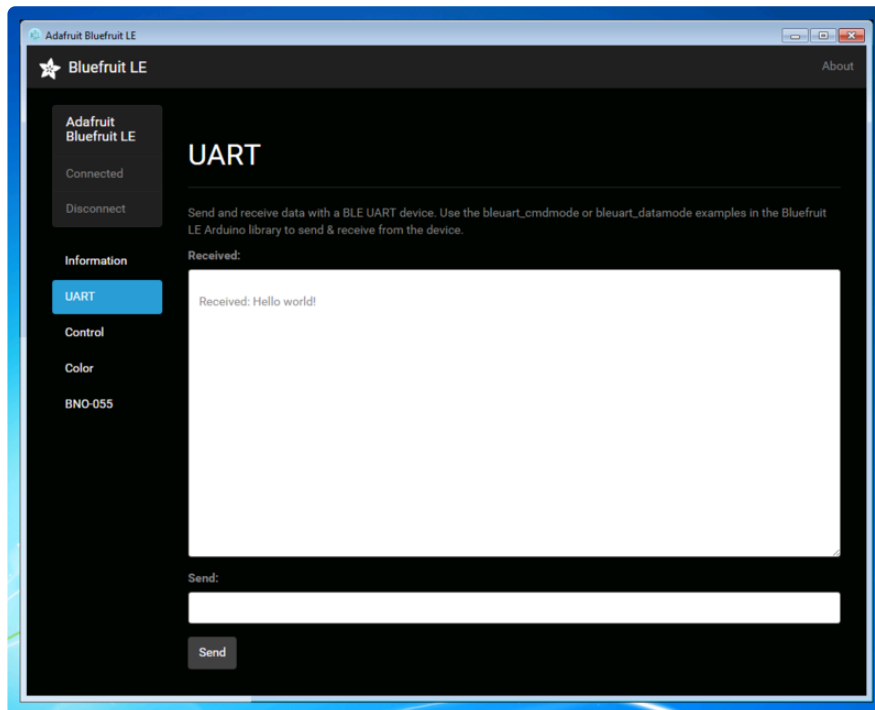 Adafruit Bluefruit LE
Bluefruit LE
About
Adafruit
Bluefruit LE
Connected
Disconnect
Information
UART
Control
Color
BNO-055
UART
Send and receive data with a BLE UART device. Use the bleuart_cmdmode or bleuart_datamode examples in the Bluefruit
LE Arduino library to send & receive from the device.
Received:
Received: Hello world!
Send:
Send